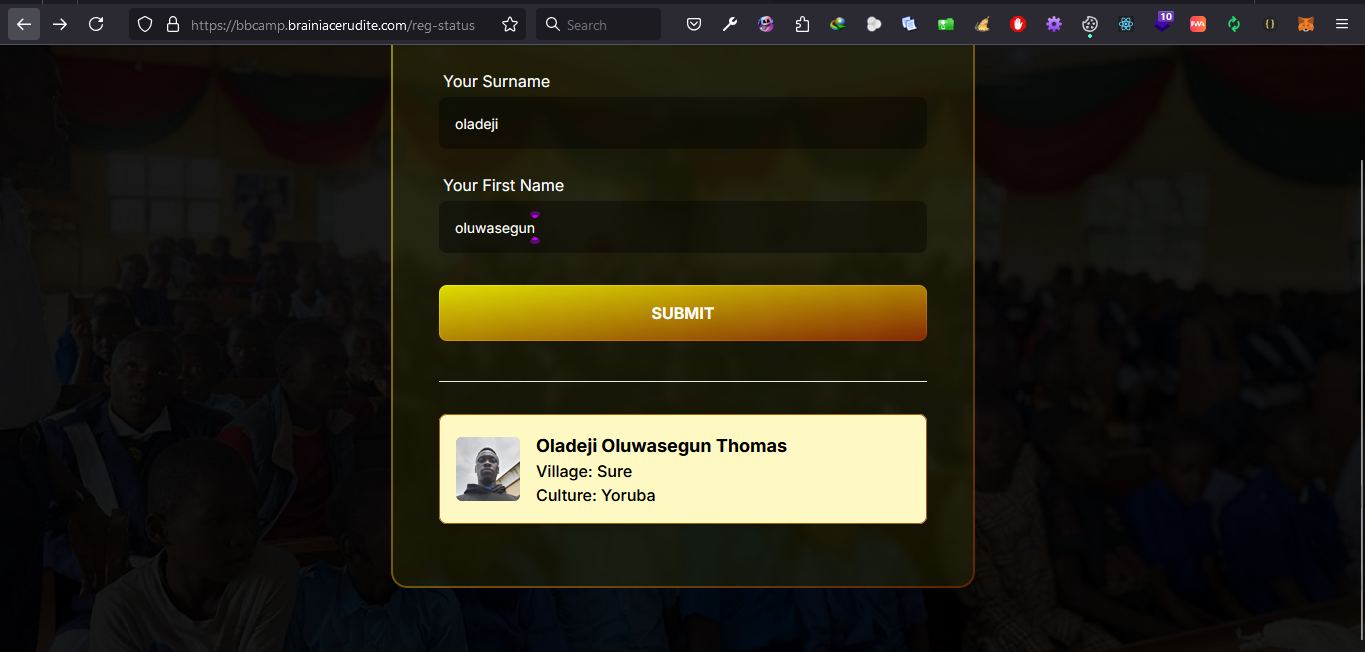 https://bbcamp.brainiacerudite.com/reg-status
Search
10
PWA
{}
Your Surname
oladeji
Your First Name
oluwasegun
SUBMIT
Oladeji Oluwasegun Thomas
Village: Sure
Culture: Yoruba